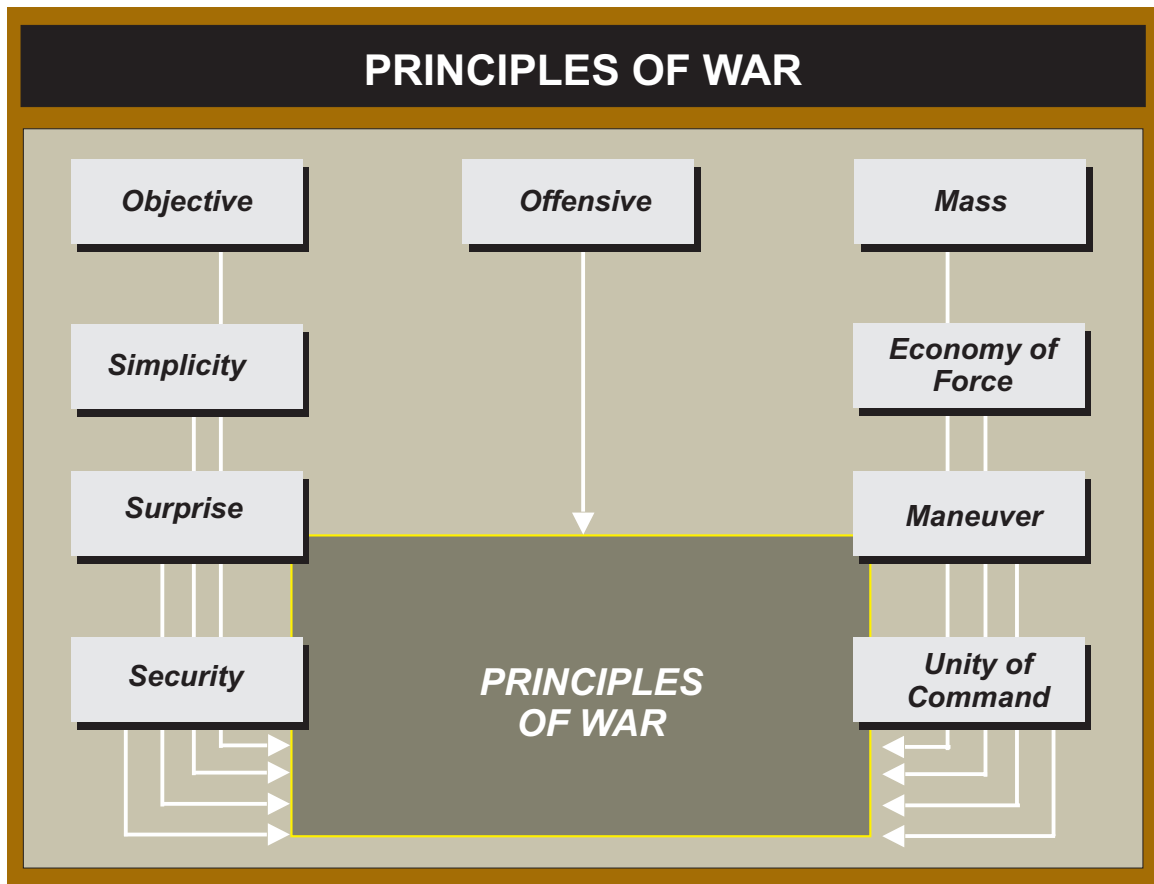 PRINCIPLES OF WAR
Objective
Offensive
Mass
Simplicity
Economy of
Force
Surprise
Maneuver
Security
PRINCIPLES
OF WAR
Unity of
Command